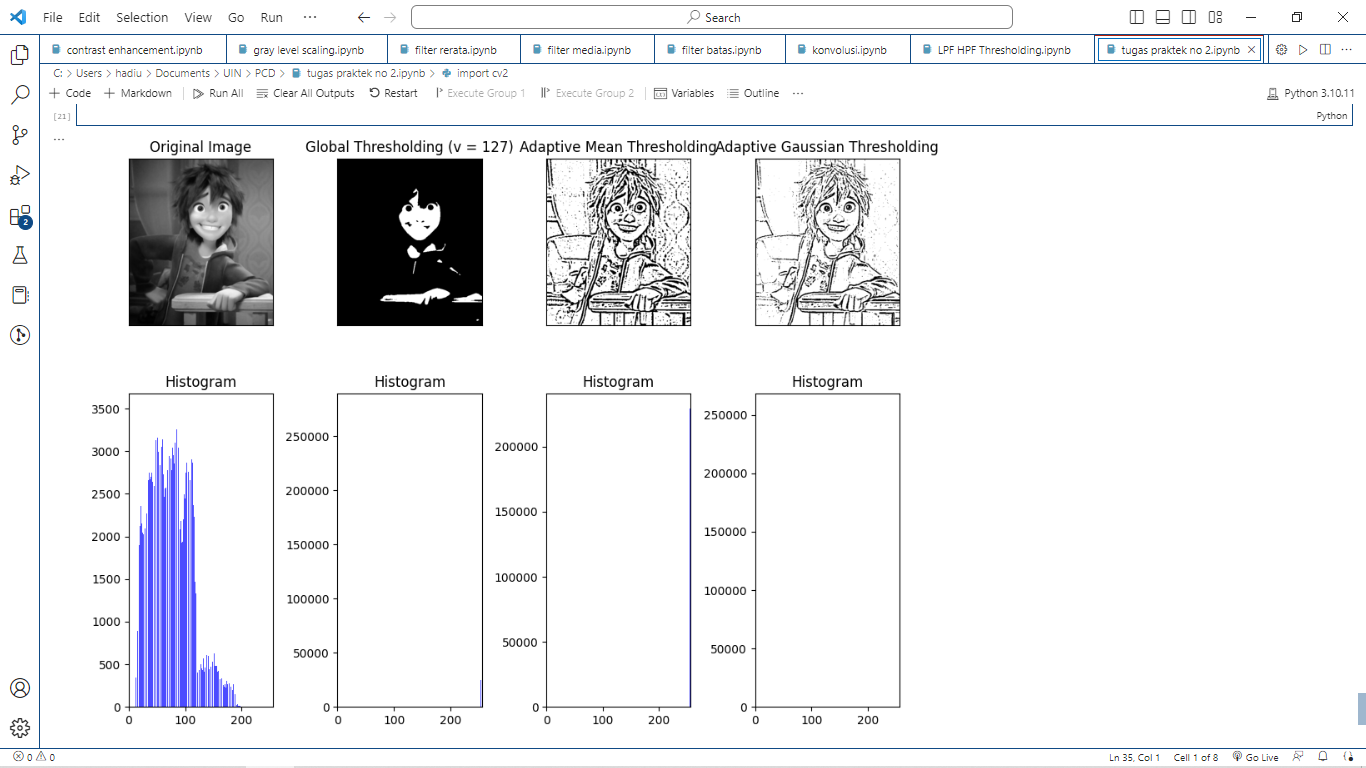 File Edit Selection View Go Run ··· Search
contrast enhancement.ipynb gray level scaling.ipynb filter rerata.ipynb filter media.ipynb filter batas.ipynb konvolusi.ipynb LPF HPF Thresholding.ipynb tugas praktek no 2.ipynb
C: > Users > hadiu > Documents > UIN > PCD > tugas praktek no 2.ipynb > import cv2
+ Code + Markdown Run All Clear All Outputs Restart Execute Group 1 Execute Group 2 Variables Outline ··· Python 3.10.11
[21] Python
...
Original Image Global Thresholding (v = 127) Adaptive Mean Thresholding Adaptive Gaussian Thresholding
2
Histogram Histogram Histogram Histogram
3500
3000
2500
2000
1500
1000
500
0
0 100 200
250000
200000
150000
100000
50000
0
0 100 200
200000
150000
100000
50000
0
0 100 200
250000
200000
150000
100000
50000
0
0 100 200
0 0 Ln 35, Col 1 Cell 1 of 8 Go Live